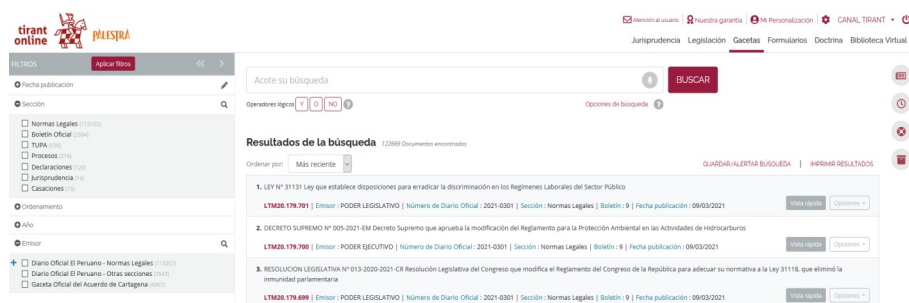 tirant online PALESTRA
Atención al usuario | Nuestra garantía | Mi Personalización | CANAL TIRANT
Jurisprudencia Legislación Gacetas Formularios Doctrina Biblioteca Virtual
FILTROS Aplicar filtros
Fecha publicación
Sección
Normas Legales
Boletín Oficial
TUPA
Procesos
Declaraciones
Jurisprudencia
Casaciones
Ordenamiento
Año
Emisor
Diario Oficial El Peruano - Normas Legales
Diario Oficial El Peruano - Otras secciones
Gaceta Oficial del Acuerdo de Cartagena
Acote su búsqueda BUSCAR
Operadores lógicos Y O NO ? Opciones de búsqueda ?
Resultados de la búsqueda 122669 Documentos encontrados
Ordenar por: Más reciente GUARDAR/ALERTAR BÚSQUEDA | IMPRIMIR RESULTADOS
1. LEY Nº 31131 Ley que establece disposiciones para erradicar la discriminación en los Regímenes Laborales del Sector Público
LTM20.179.701 | Emisor : PODER LEGISLATIVO | Número de Diario Oficial : 2021-0301 | Sección : Normas Legales | Boletín : 9 | Fecha publicación : 09/03/2021 Vista rápida Opciones
2. DECRETO SUPREMO Nº 005-2021-EM Decreto Supremo que aprueba la modificación del Reglamento para la Protección Ambiental en las Actividades de Hidrocarburos
LTM20.179.700 | Emisor : PODER EJECUTIVO | Número de Diario Oficial : 2021-0301 | Sección : Normas Legales | Boletín : 9 | Fecha publicación : 09/03/2021 Vista rápida Opciones
3. RESOLUCION LEGISLATIVA Nº 013-2020-2021-CR Resolución Legislativa del Congreso que modifica el Reglamento del Congreso de la República para adecuar su normativa a la Ley 31118, que eliminó la
inmunidad parlamentaria
LTM20.179.699 | Emisor : PODER LEGISLATIVO | Número de Diario Oficial : 2021-0301 | Sección : Normas Legales | Boletín : 9 | Fecha publicación : 09/03/2021 Vista rápida Opciones